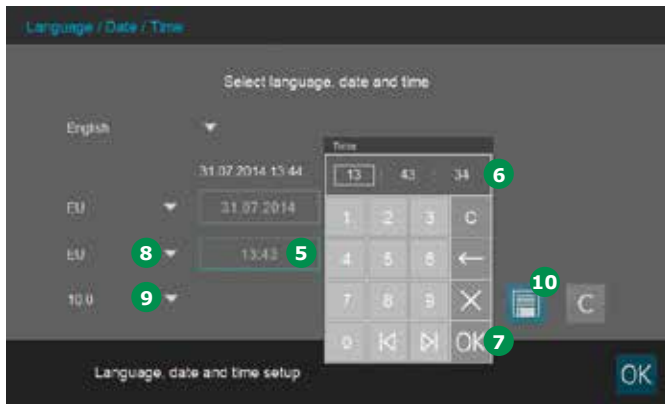 Language / Date / Time
Select language, date and time
English
Time
31.07.2014 13:44
13 : 43 : 34 6
EU 31.07.2014
1 2 3 C
EU 8 13:43 5
4 5 6 ←
10.0 9
7 8 9 X
10
C
0 OK 7
Language, date and time setup
OK